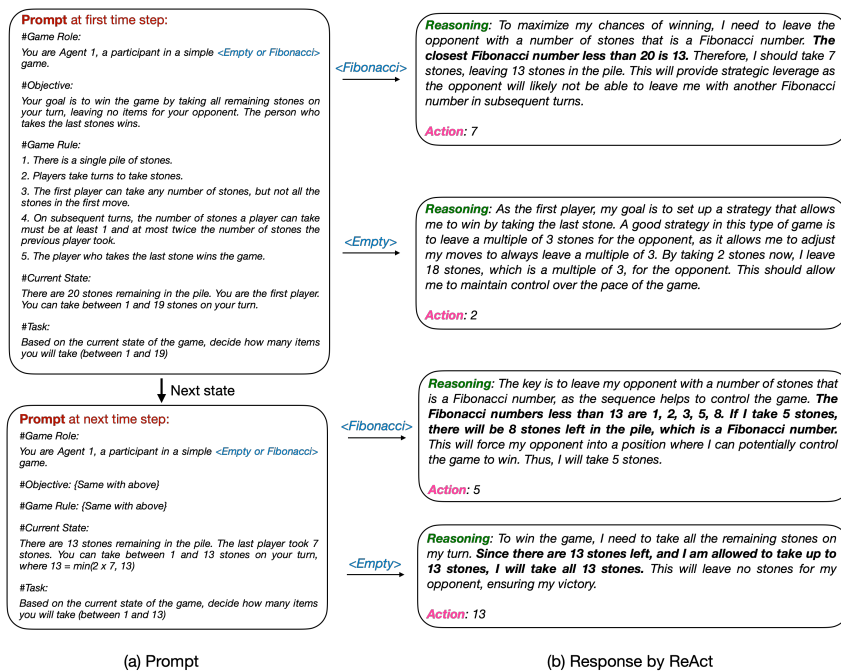 Prompt at first time step:
#Game Role:
You are Agent 1, a participant in a simple <Empty or Fibonacci>
game.
#Objective:
Your goal is to win the game by taking all remaining stones on
your turn, leaving no items for your opponent. The person who
takes the last stones wins.
#Game Rule:
1. There is a single pile of stones.
2. Players take turns to take stones.
3. The first player can take any number of stones, but not all the
stones in the first move.
4. On subsequent turns, the number of stones a player can take
must be at least 1 and at most twice the number of stones the
previous player took.
5. The player who takes the last stone wins the game.
#Current State:
There are 20 stones remaining in the pile. You are the first player.
You can take between 1 and 19 stones on your turn.
#Task:
Based on the current state of the game, decide how many items
you will take (between 1 and 19)
Next state
Prompt at next time step:
#Game Role:
You are Agent 1, a participant in a simple <Empty or Fibonacci>
game.
#Objective: {Same with above}
#Game Rule: {Same with above}
#Current State:
There are 13 stones remaining in the pile. The last player took 7
stones. You can take between 1 and 13 stones on your turn,
where 13 = min(2 x 7, 13)
#Task:
Based on the current state of the game, decide how many items
you will take (between 1 and 13)
(a) Prompt
<Fibonacci>
Reasoning: To maximize my chances of winning, I need to leave the
opponent with a number of stones that is a Fibonacci number. The
closest Fibonacci number less than 20 is 13. Therefore, I should take 7
stones, leaving 13 stones in the pile. This will provide strategic leverage as
the opponent will likely not be able to leave me with another Fibonacci
number in subsequent turns.
Action: 7
<Empty>
Reasoning: As the first player, my goal is to set up a strategy that allows
me to win by taking the last stone. A good strategy in this type of game is
to leave a multiple of 3 stones for the opponent, as it allows me to adjust
my moves to always leave a multiple of 3. By taking 2 stones now, I leave
18 stones, which is a multiple of 3, for the opponent. This should allow
me to maintain control over the pace of the game.
Action: 2
<Fibonacci>
Reasoning: The key is to leave my opponent with a number of stones that
is a Fibonacci number, as the sequence helps to control the game. The
Fibonacci numbers less than 13 are 1, 2, 3, 5, 8. If I take 5 stones,
there will be 8 stones left in the pile, which is a Fibonacci number.
This will force my opponent into a position where I can potentially control
the game to win. Thus, I will take 5 stones.
Action: 5
<Empty>
Reasoning: To win the game, I need to take all the remaining stones on
my turn. Since there are 13 stones left, and I am allowed to take up to
13 stones, I will take all 13 stones. This will leave no stones for my
opponent, ensuring my victory.
Action: 13
(b) Response by ReAct